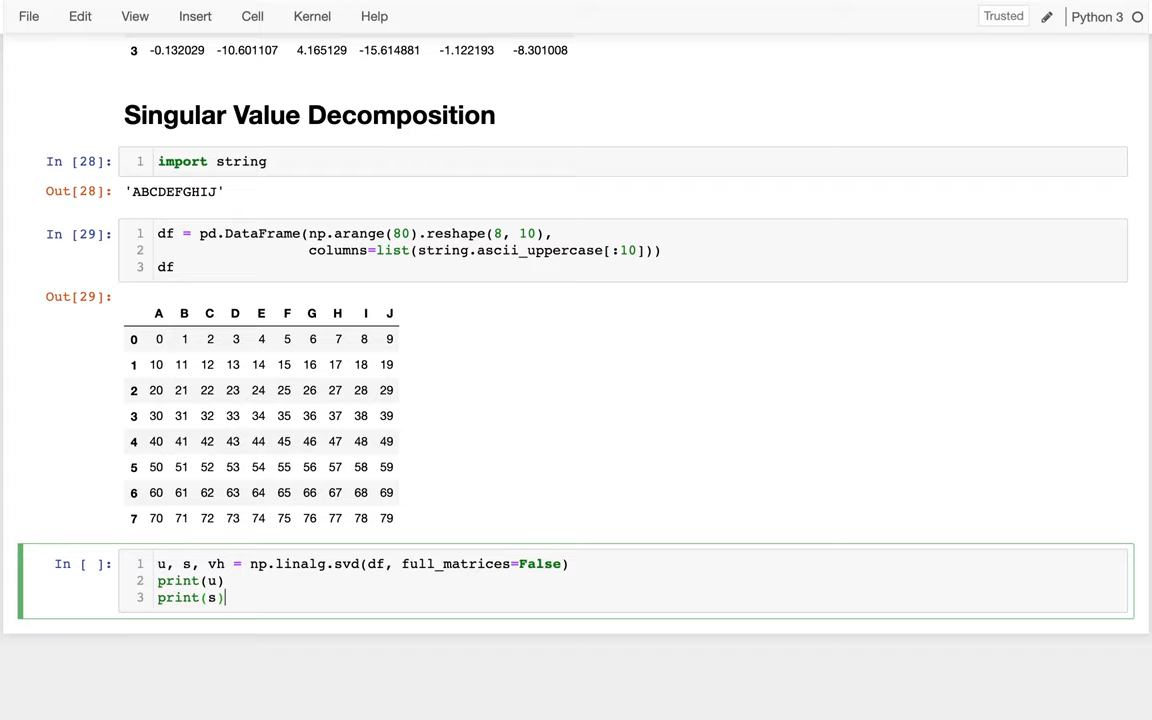 File Edit View Insert Cell Kernel Help Trusted Python 3
3 -0.132029 -10.601107 4.165129 -15.614881 -1.122193 -8.301008
Singular Value Decomposition
In [28]: 1 import string
Out[28]: 'ABCDEFGHIJ'
In [29]: 1 df = pd.DataFrame(np.arange(80).reshape(8, 10),
2 columns=list(string.ascii_uppercase[:10]))
3 df
Out[29]:
A B C D E F G H I J
0 0 1 2 3 4 5 6 7 8 9
1 10 11 12 13 14 15 16 17 18 19
2 20 21 22 23 24 25 26 27 28 29
3 30 31 32 33 34 35 36 37 38 39
4 40 41 42 43 44 45 46 47 48 49
5 50 51 52 53 54 55 56 57 58 59
6 60 61 62 63 64 65 66 67 68 69
7 70 71 72 73 74 75 76 77 78 79
In [ ]: 1 u, s, vh = np.linalg.svd(df, full_matrices=False)
2 print(u)
3 print(s)